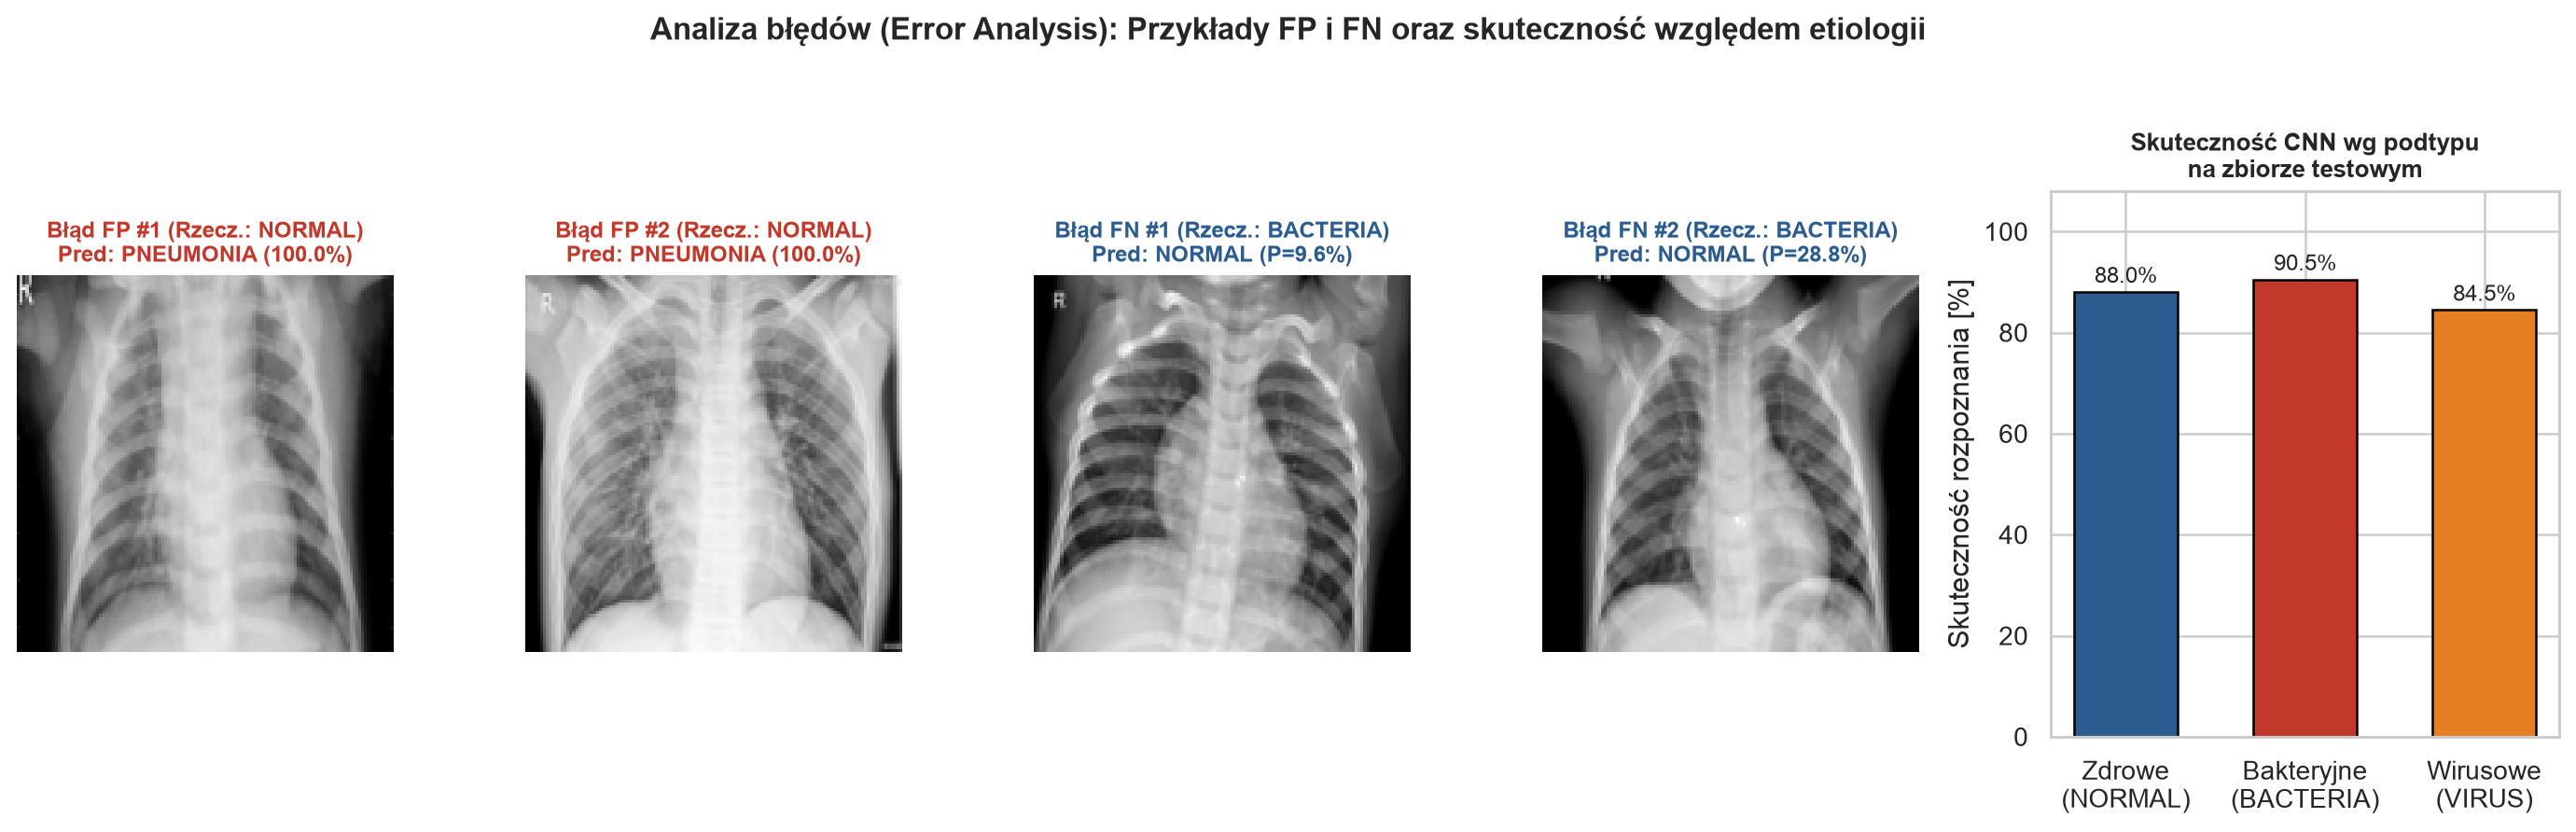 Analiza błędów (Error Analysis): Przykłady FP i FN oraz skuteczność względem etiologii
Błąd FP #1 (Rzecz.: NORMAL)
Pred: PNEUMONIA (100.0%)
R
Błąd FP #2 (Rzecz.: NORMAL)
Pred: PNEUMONIA (100.0%)
R
Błąd FN #1 (Rzecz.: BACTERIA)
Pred: NORMAL (P=9.6%)
R
Błąd FN #2 (Rzecz.: BACTERIA)
Pred: NORMAL (P=28.8%)
Skuteczność CNN wg podtypu
na zbiorze testowym
Skuteczność rozpoznania [%]
100
80
60
40
20
0
88.0%
90.5%
84.5%
Zdrowe
(NORMAL)
Bakteryjne
(BACTERIA)
Wirusowe
(VIRUS)